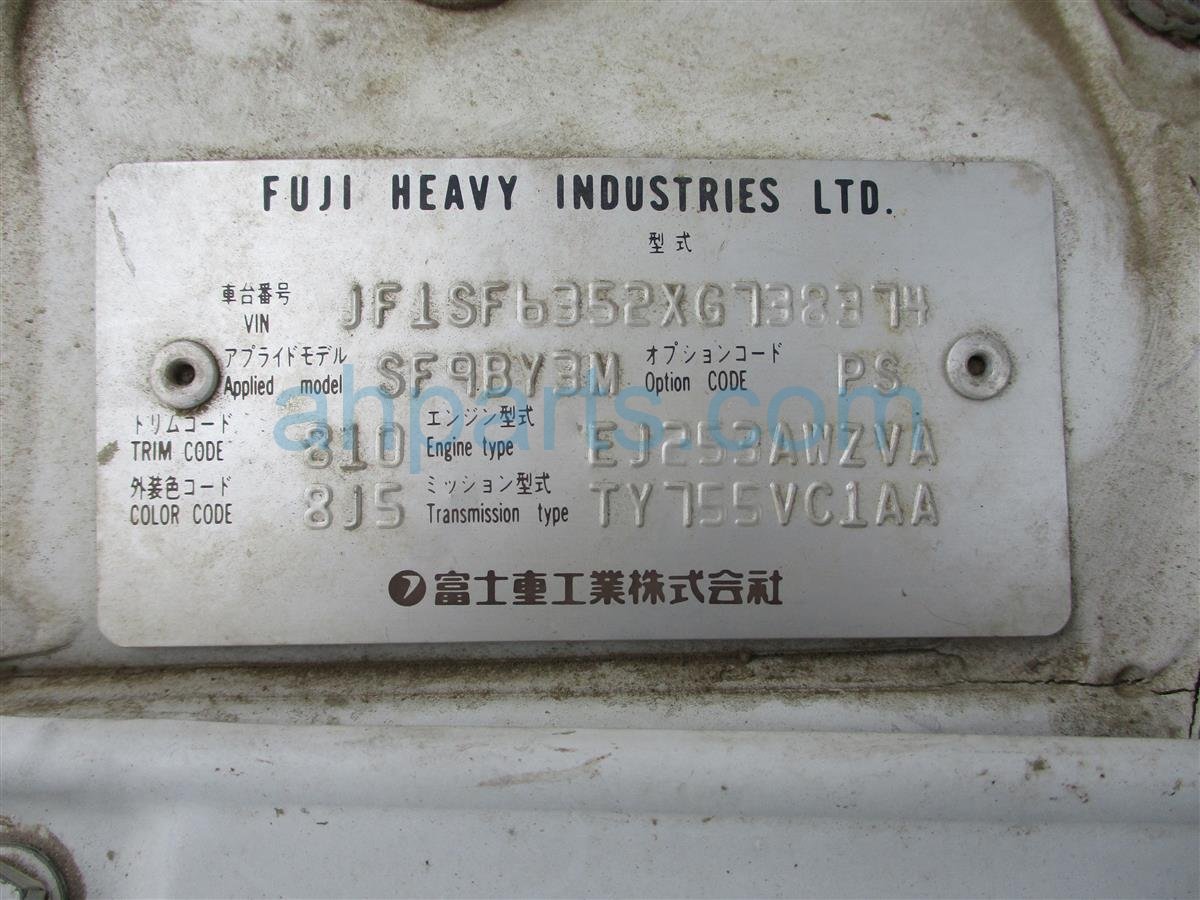 FUJI HEAVY INDUSTRIES LTD.
型式
車台番号 JF1SF6352XG738374
VIN
アプライドモデル SF9BY3M オプションコード PS
Applied model Option CODE
トリムコード 810 エンジン型式 EJ253AWZVA
TRIM CODE Engine type
外装色コード 8J5 ミッション型式 TY755VC1AA
COLOR CODE Transmission type
富士重工業株式会社
ahparts.com